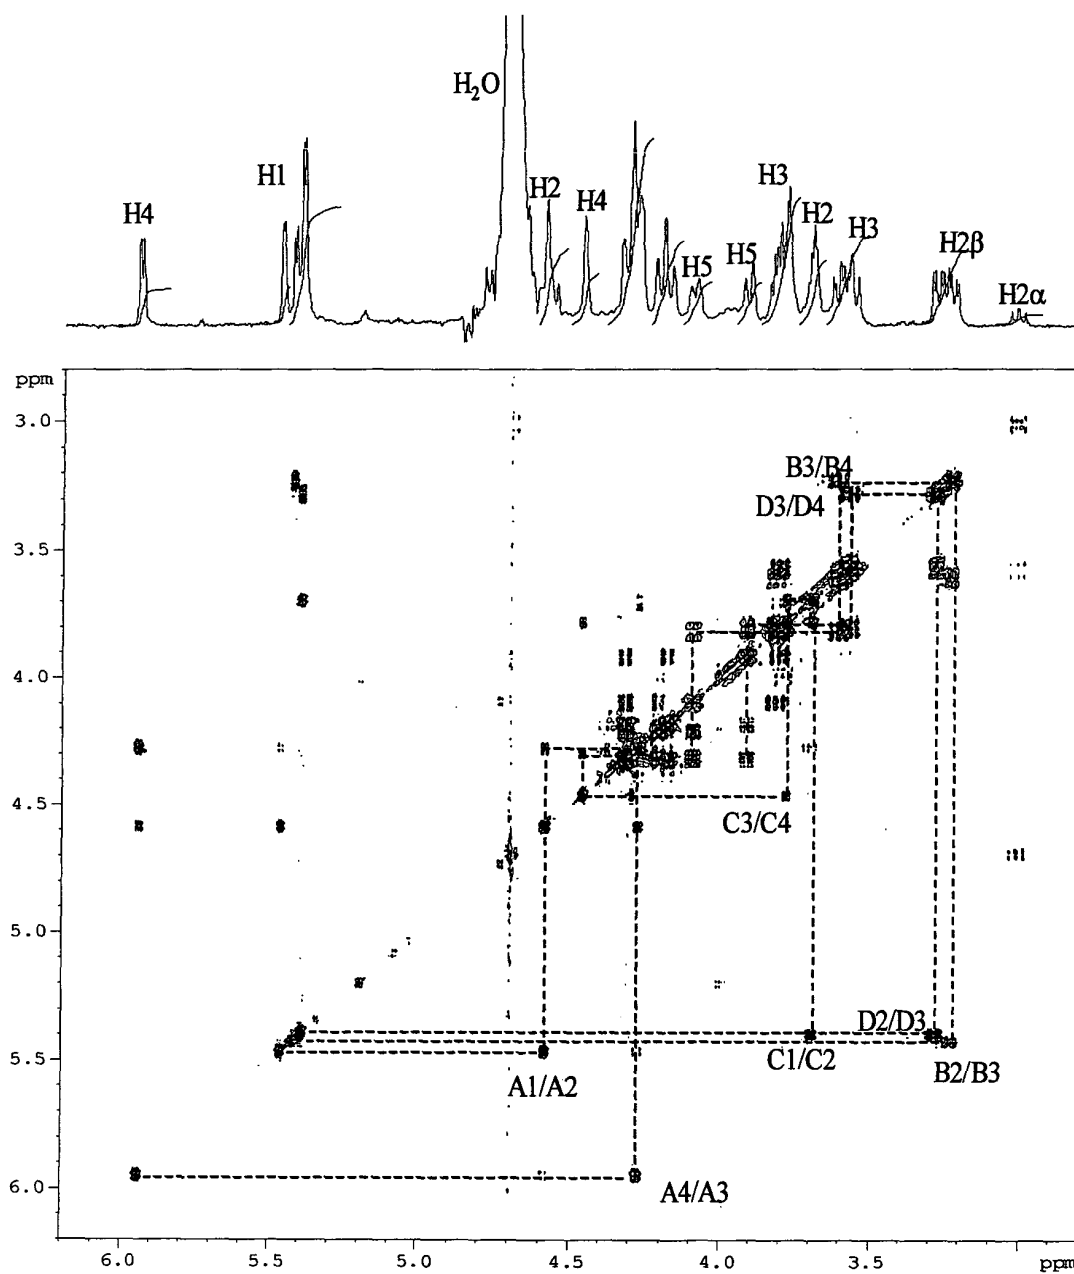 H₂O
H4
H1
H2
H4
H5
H5
H3
H2
H3
H2β
H2α
ppm
3.0
3.5
4.0
4.5
5.0
5.5
6.0
B3/B4
D3/D4
C3/C4
D2/D3
C1/C2
B2/B3
A1/A2
A4/A3
6.0
5.5
5.0
4.5
4.0
3.5
ppm